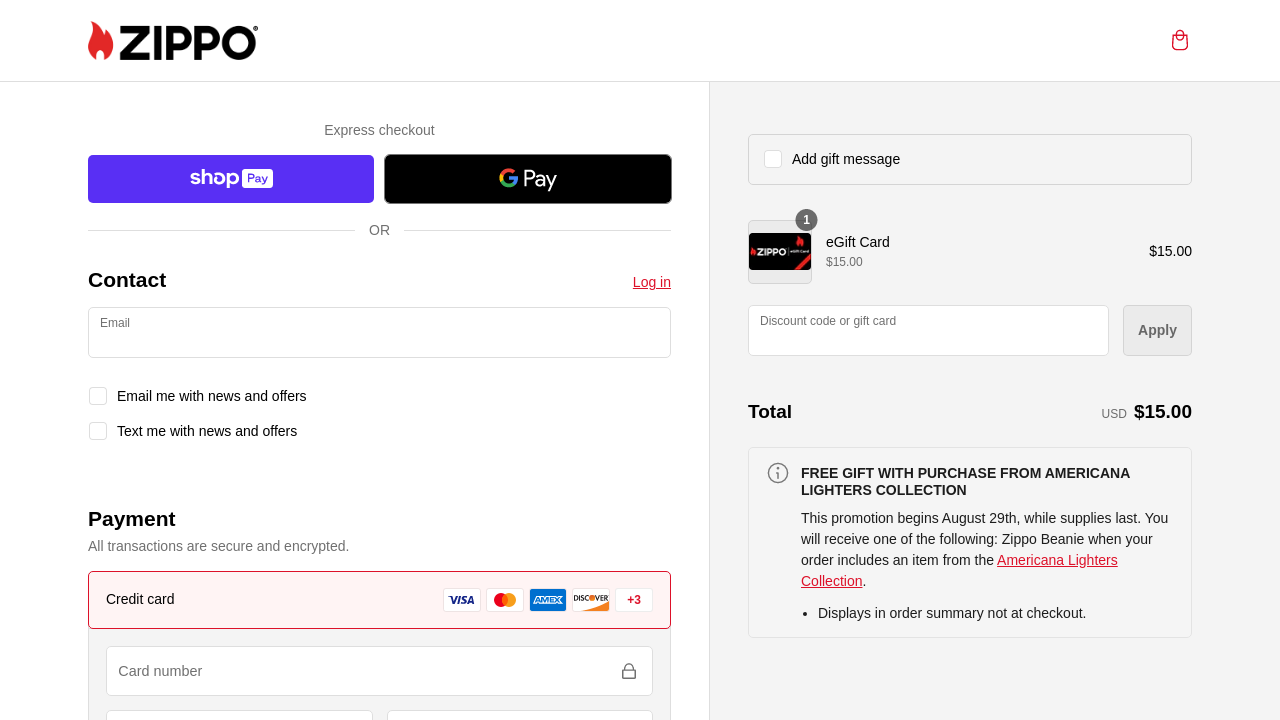 ZIPPO®
Express checkout
shop Pay
G Pay
OR
Contact
Log in
Email
Email me with news and offers
Text me with news and offers
Payment
All transactions are secure and encrypted.
Credit card
VISA
AMEX
DISCOVER
+3
Card number
Add gift message
1
ZIPPO eGift Card
eGift Card
$15.00
$15.00
Discount code or gift card
Apply
Total
USD $15.00
FREE GIFT WITH PURCHASE FROM AMERICANA
LIGHTERS COLLECTION
This promotion begins August 29th, while supplies last. You
will receive one of the following: Zippo Beanie when your
order includes an item from the Americana Lighters
Collection.
• Displays in order summary not at checkout.